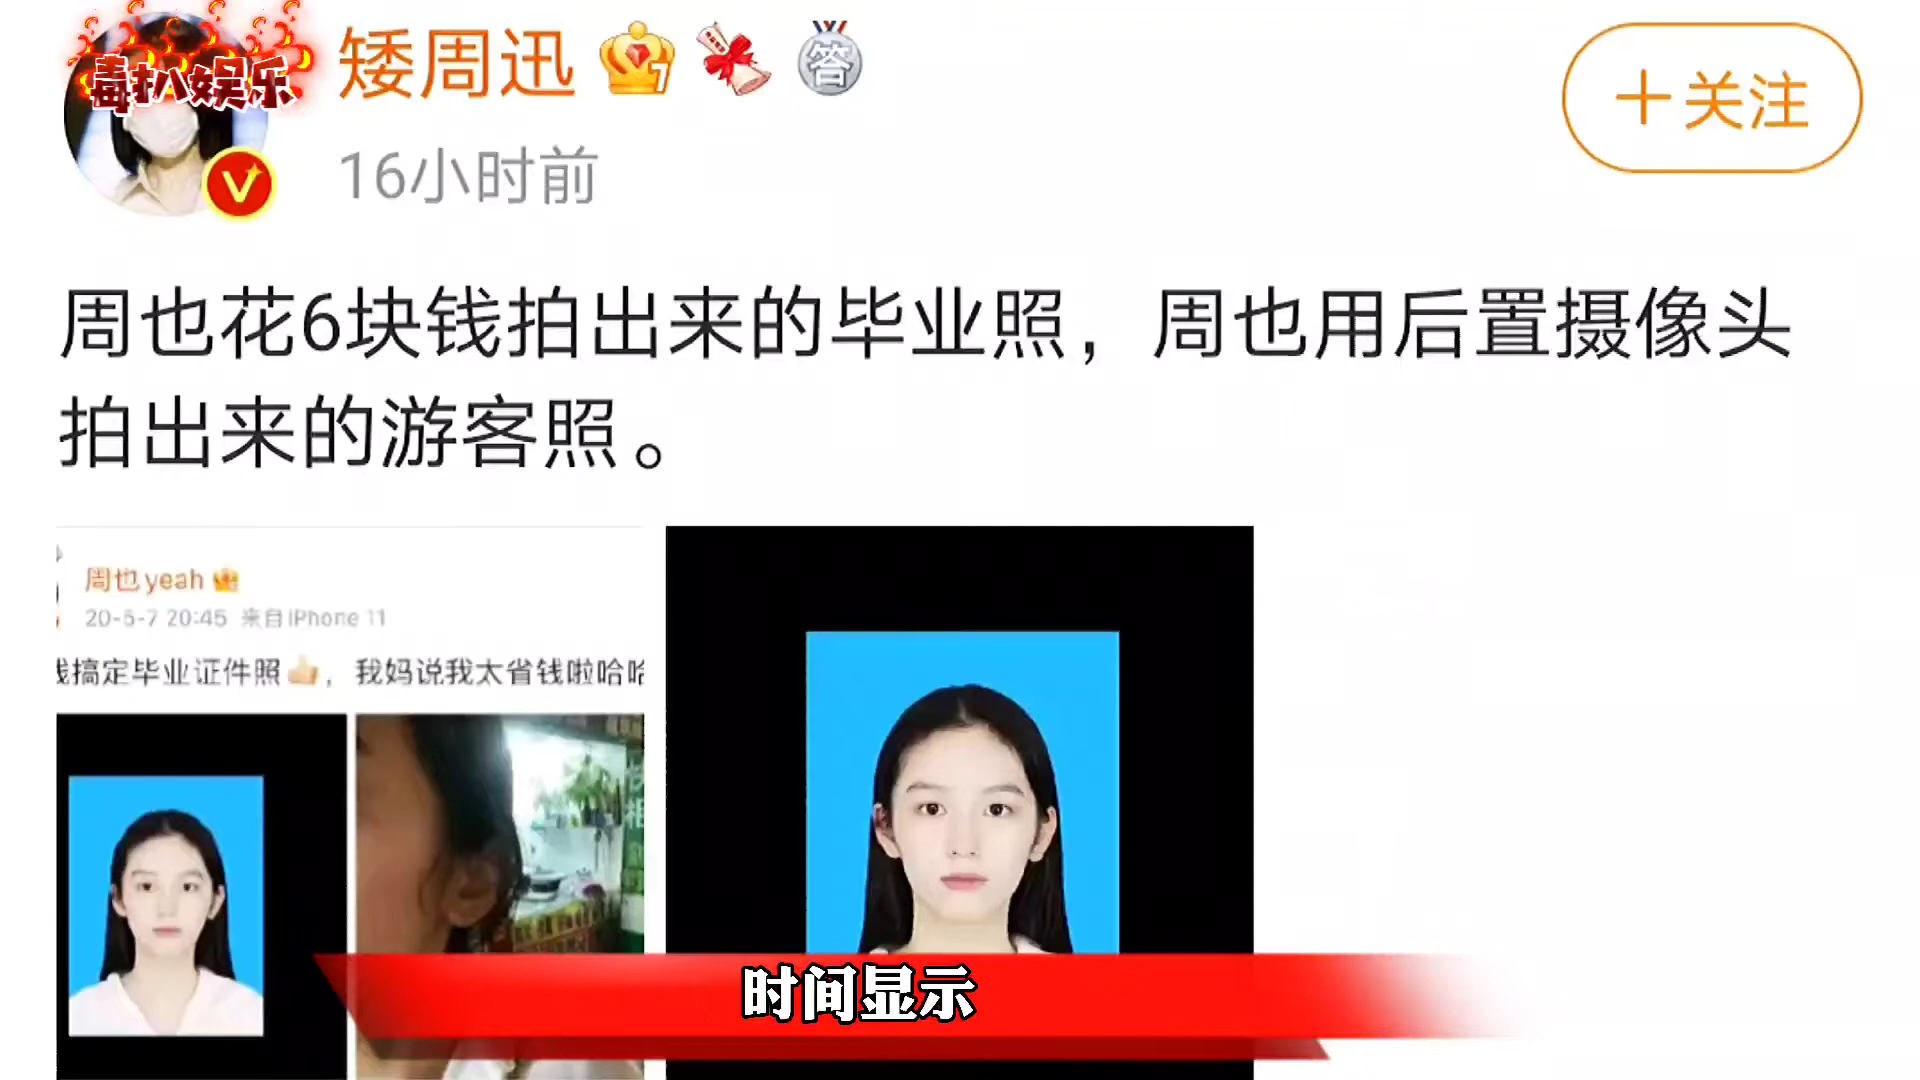 毒扒娱乐
矮周迅
7
答
V
16小时前
+关注
周也花6块钱拍出来的毕业照，周也用后置摄像头
拍出来的游客照。
周也yeah
20-5-7 20:45 来自iPhone 11
钱搞定毕业证件照👍，我妈说我太省钱啦哈哈
时间显示